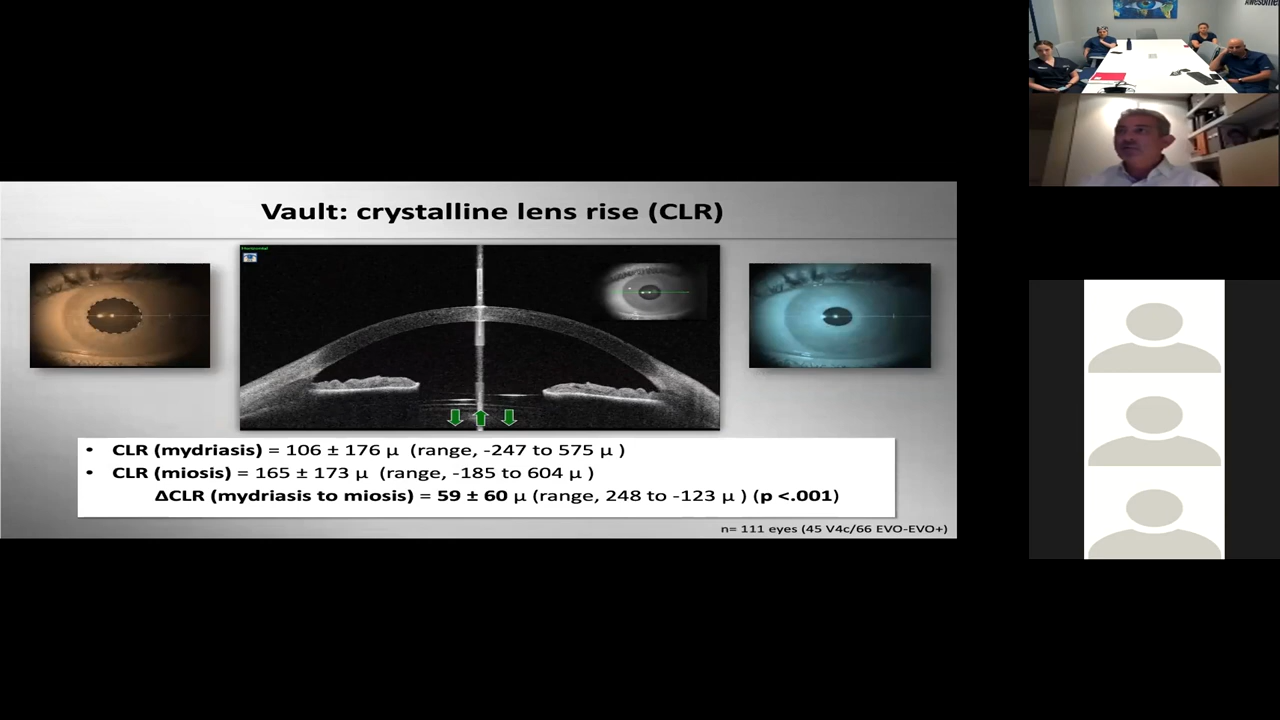 Awesome
Vault: crystalline lens rise (CLR)
Horizontal
• CLR (mydriasis) = 106 ± 176 μ (range, -247 to 575 μ )
• CLR (miosis) = 165 ± 173 μ (range, -185 to 604 μ )
ΔCLR (mydriasis to miosis) = 59 ± 60 μ (range, 248 to -123 μ ) (p <.001)
n= 111 eyes (45 V4c/66 EVO-EVO+)